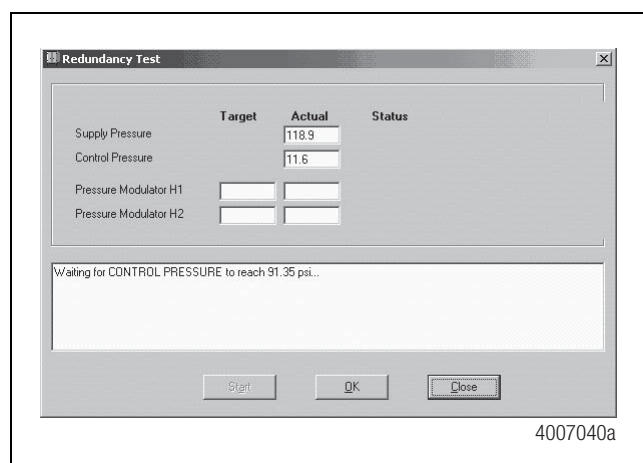 Redundancy Test
Target Actual Status
Supply Pressure 118.9
Control Pressure 11.6
Pressure Modulator H1
Pressure Modulator H2
Waiting for CONTROL PRESSURE to reach 91.35 psi...
Start OK Close
4007040a